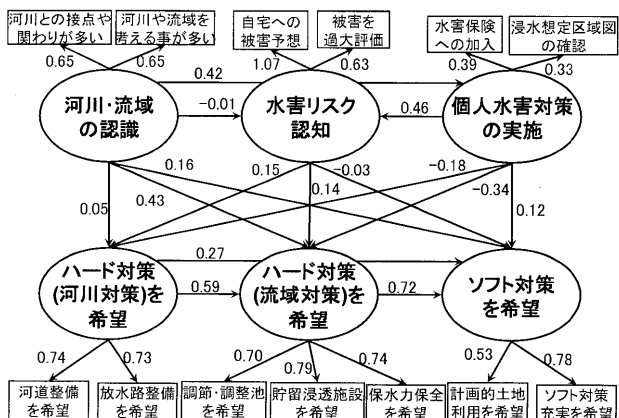 河川との接点や
関わりが多い
河川や流域を
考える事が多い
自宅への
被害予想
被害を
過大評価
水害保険
への加入
浸水想定区域図
の確認
0.65
0.65
1.07
0.63
0.39
0.33
0.42
河川・流域
の認識
-0.01
水害リスク
認知
0.46
個人水害対策
の実施
0.16
0.15
-0.03
-0.18
0.05
0.43
0.14
-0.34
0.12
0.27
ハード対策
(河川対策)を
希望
0.59
ハード対策
(流域対策)を
希望
0.72
ソフト対策
を希望
0.74
0.73
0.70
0.79
0.74
0.53
0.78
河道整備
を希望
放水路整備
を希望
調節・調整池
を希望
貯留浸透施設
を希望
保水力保全
を希望
計画的土地
利用を希望
ソフト対策
充実を希望